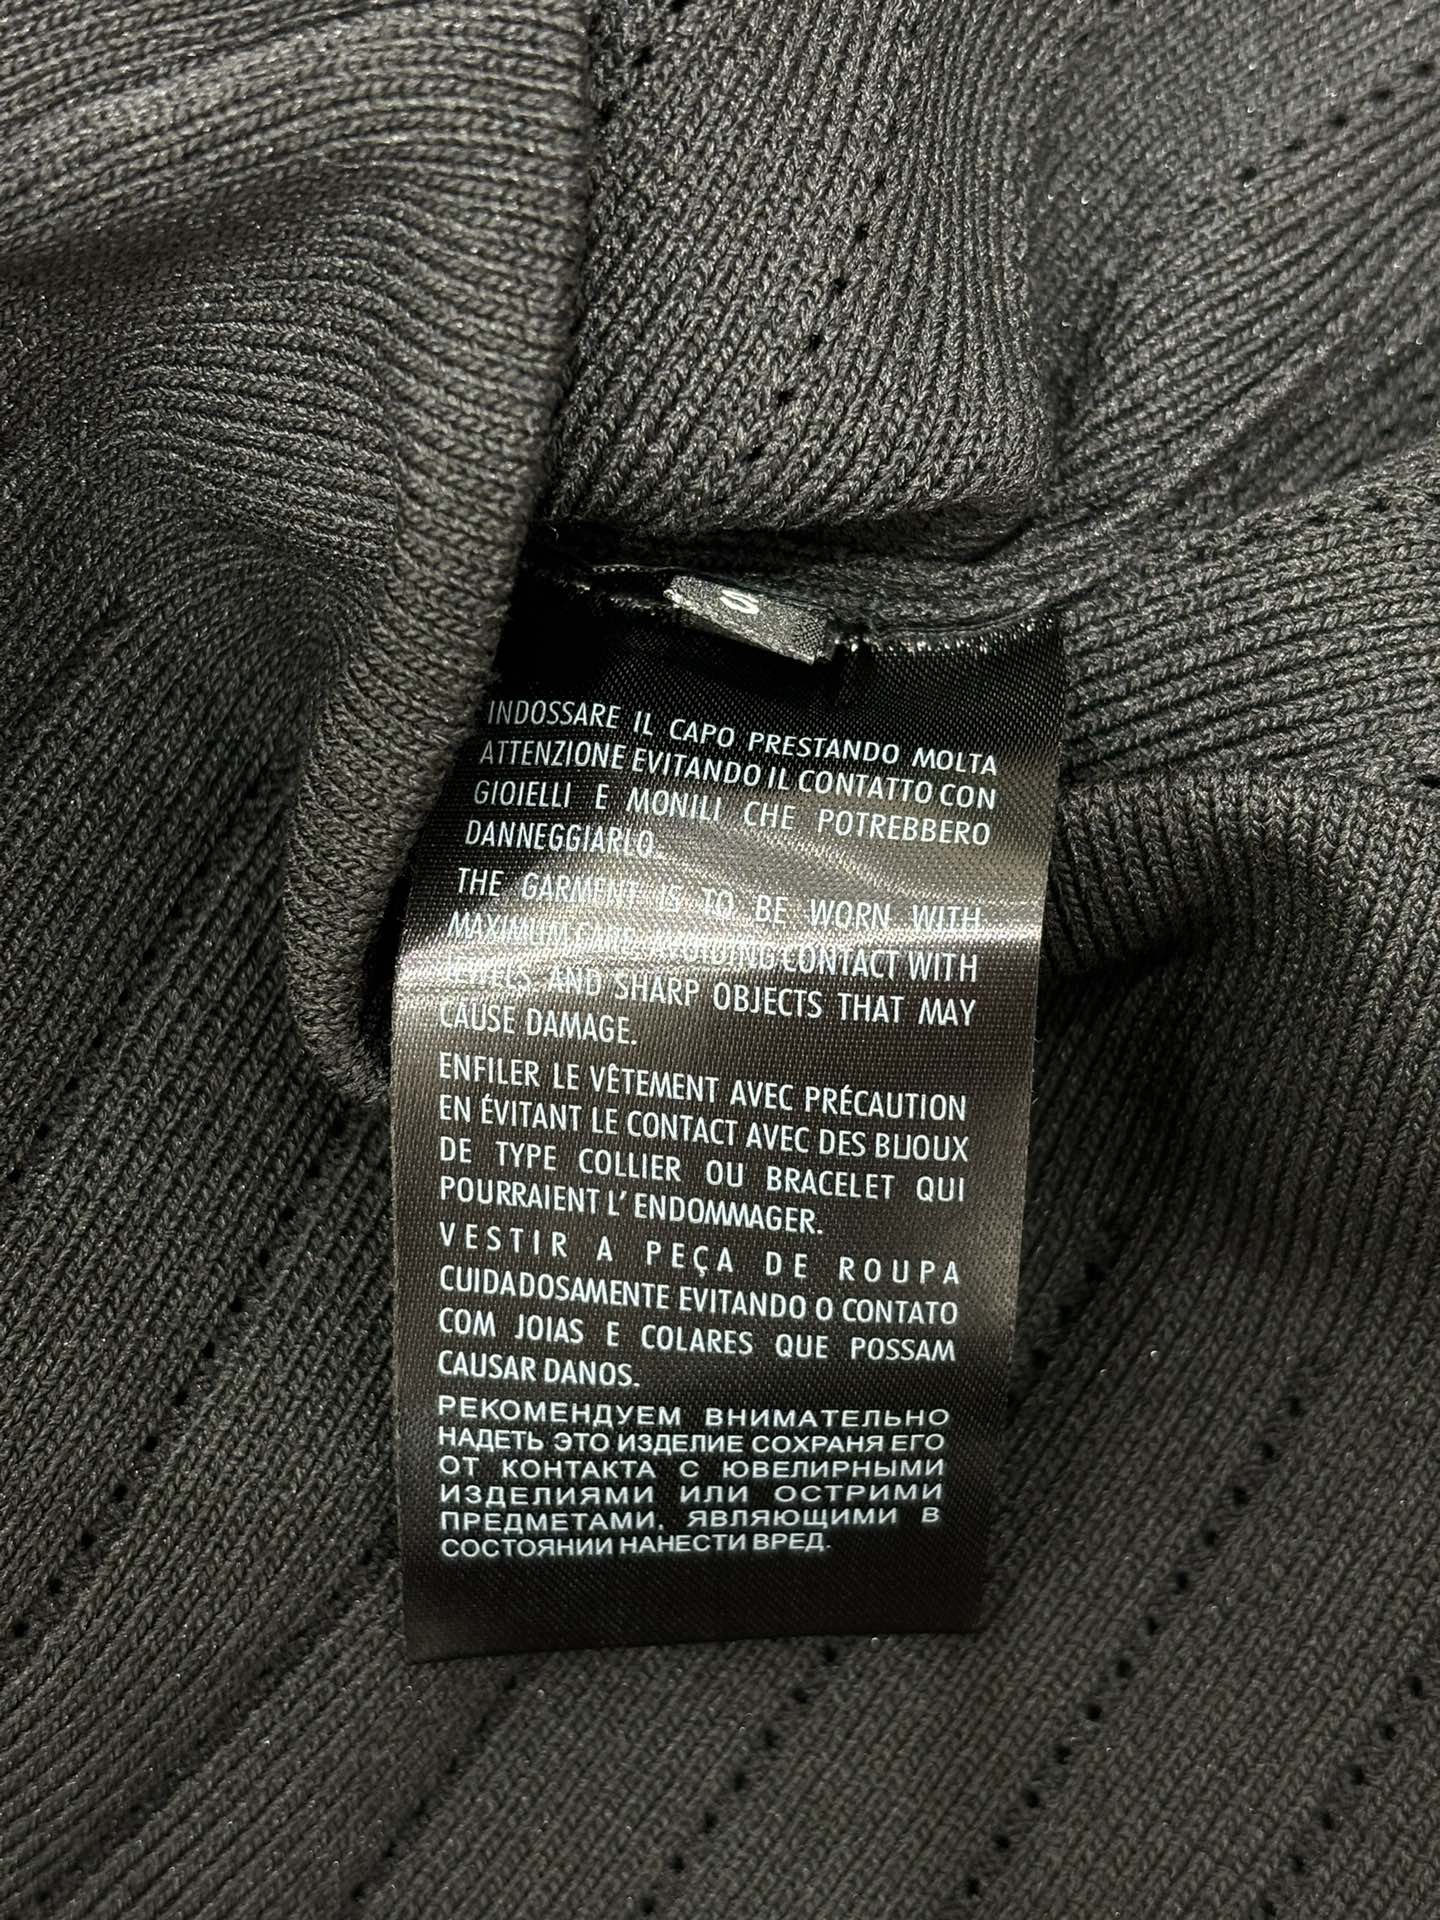 S
INDOSSARE IL CAPO PRESTANDO MOLTA
ATTENZIONE EVITANDO IL CONTATTO CON
GIOIELLI E MONILI CHE POTREBBERO
DANNEGGIARLO.
THE GARMENT IS TO BE WORN WITH
MAXIMUM CARE AVOIDING CONTACT WITH
JEWELS AND SHARP OBJECTS THAT MAY
CAUSE DAMAGE.
ENFILER LE VÊTEMENT AVEC PRÉCAUTION
EN ÉVITANT LE CONTACT AVEC DES BIJOUX
DE TYPE COLLIER OU BRACELET QUI
POURRAIENT L'ENDOMMAGER.
VESTIR A PEÇA DE ROUPA
CUIDADOSAMENTE EVITANDO O CONTATO
COM JOIAS E COLARES QUE POSSAM
CAUSAR DANOS.
РЕКОМЕНДУЕМ ВНИМАТЕЛЬНО
НАДЕТЬ ЭТО ИЗДЕЛИЕ СОХРАНЯ ЕГО
ОТ КОНТАКТА С ЮВЕЛИРНЫМИ
ИЗДЕЛИЯМИ ИЛИ ОСТРИМИ
ПРЕДМЕТАМИ, ЯВЛЯЮЩИМИ В
СОСТОЯНИИ НАНЕСТИ ВРЕД.